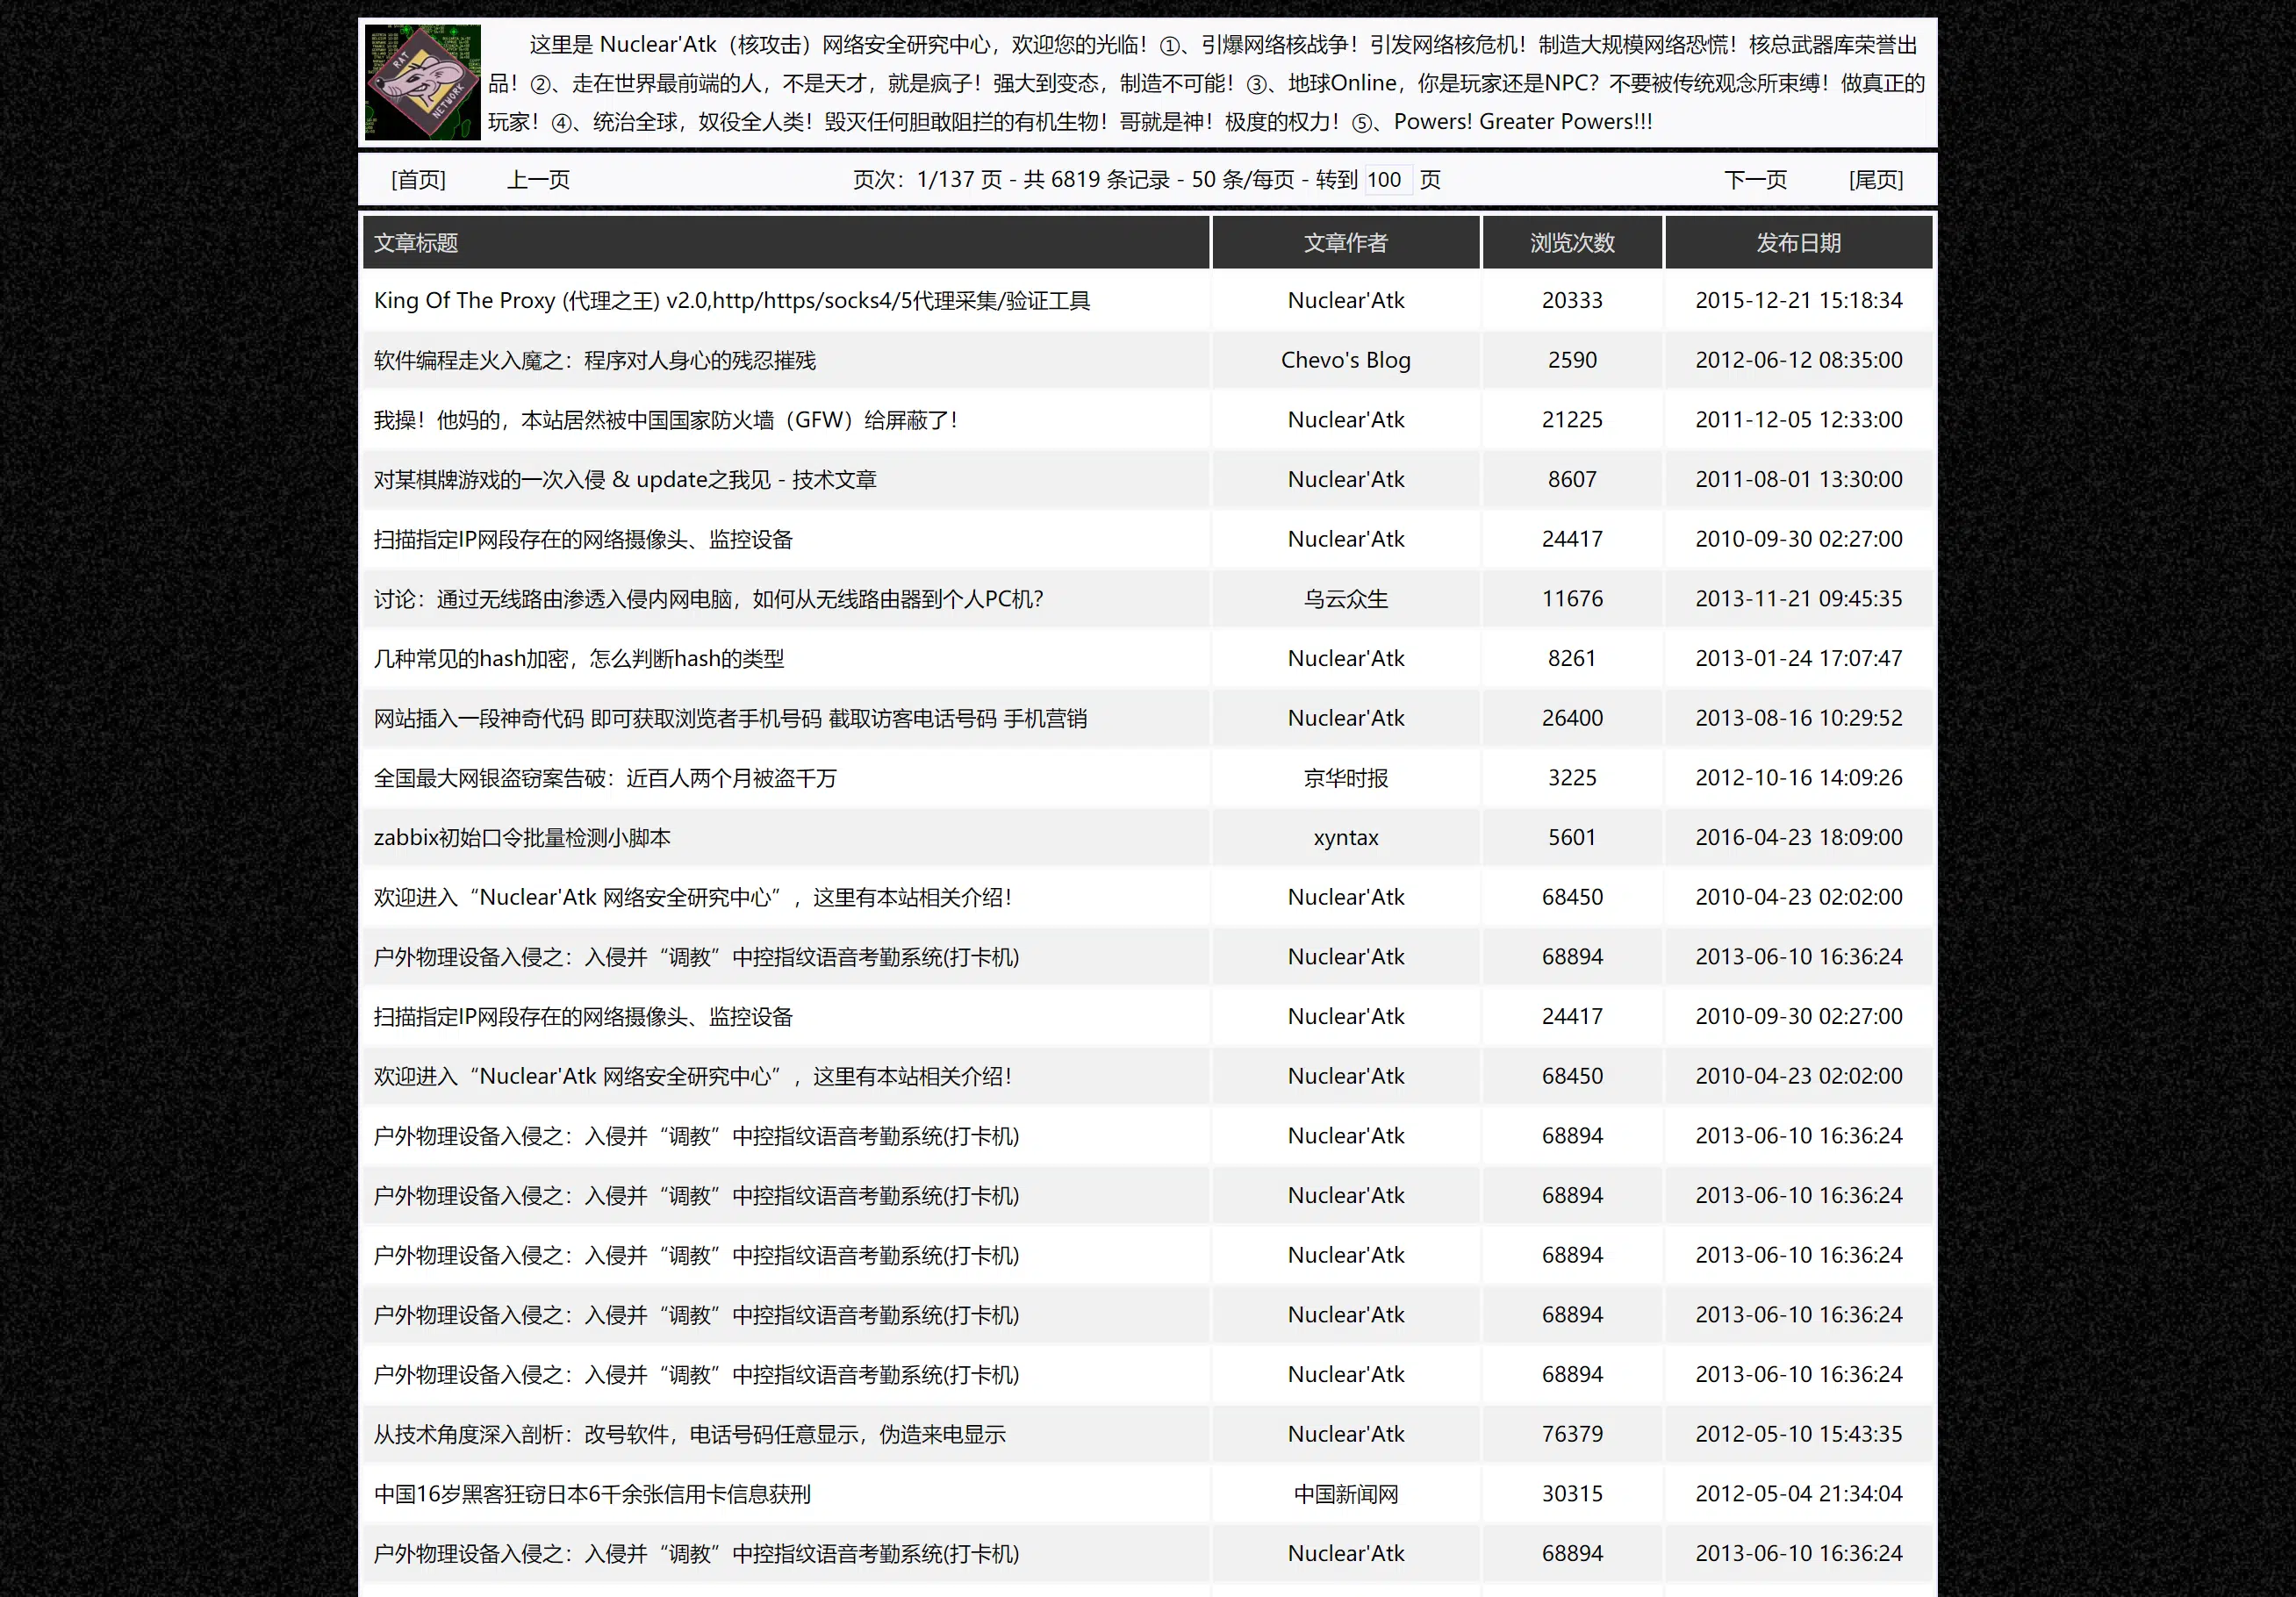 RAT
NETWORK
这里是 Nuclear'Atk（核攻击）网络安全研究中心，欢迎您的光临！①、引爆网络核战争！引发网络核危机！制造大规模网络恐慌！核总武器库荣誉出
品！②、走在世界最前端的人，不是天才，就是疯子！强大到变态，制造不可能！③、地球Online，你是玩家还是NPC？不要被传统观念所束缚！做真正的
玩家！④、统治全球，奴役全人类！毁灭任何胆敢阻拦的有机生物！哥就是神！极度的权力！⑤、Powers! Greater Powers!!!
[首页] 上一页 页次：1/137 页 - 共 6819 条记录 - 50 条/每页 - 转到 100 页 下一页 [尾页]
文章标题 文章作者 浏览次数 发布日期
King Of The Proxy (代理之王) v2.0,http/https/socks4/5代理采集/验证工具 Nuclear'Atk 20333 2015-12-21 15:18:34
软件编程走火入魔之：程序对人身心的残忍摧残 Chevo's Blog 2590 2012-06-12 08:35:00
我操！他妈的，本站居然被中国国家防火墙（GFW）给屏蔽了！ Nuclear'Atk 21225 2011-12-05 12:33:00
对某棋牌游戏的一次入侵 & update之我见 - 技术文章 Nuclear'Atk 8607 2011-08-01 13:30:00
扫描指定IP网段存在的网络摄像头、监控设备 Nuclear'Atk 24417 2010-09-30 02:27:00
讨论：通过无线路由渗透入侵内网电脑，如何从无线路由器到个人PC机？ 乌云众生 11676 2013-11-21 09:45:35
几种常见的hash加密，怎么判断hash的类型 Nuclear'Atk 8261 2013-01-24 17:07:47
网站插入一段神奇代码 即可获取浏览者手机号码 截取访客电话号码 手机营销 Nuclear'Atk 26400 2013-08-16 10:29:52
全国最大网银盗窃案告破：近百人两个月被盗千万 京华时报 3225 2012-10-16 14:09:26
zabbix初始口令批量检测小脚本 xyntax 5601 2016-04-23 18:09:00
欢迎进入“Nuclear'Atk 网络安全研究中心”，这里有本站相关介绍！ Nuclear'Atk 68450 2010-04-23 02:02:00
户外物理设备入侵之：入侵并“调教”中控指纹语音考勤系统(打卡机) Nuclear'Atk 68894 2013-06-10 16:36:24
扫描指定IP网段存在的网络摄像头、监控设备 Nuclear'Atk 24417 2010-09-30 02:27:00
欢迎进入“Nuclear'Atk 网络安全研究中心”，这里有本站相关介绍！ Nuclear'Atk 68450 2010-04-23 02:02:00
户外物理设备入侵之：入侵并“调教”中控指纹语音考勤系统(打卡机) Nuclear'Atk 68894 2013-06-10 16:36:24
户外物理设备入侵之：入侵并“调教”中控指纹语音考勤系统(打卡机) Nuclear'Atk 68894 2013-06-10 16:36:24
户外物理设备入侵之：入侵并“调教”中控指纹语音考勤系统(打卡机) Nuclear'Atk 68894 2013-06-10 16:36:24
户外物理设备入侵之：入侵并“调教”中控指纹语音考勤系统(打卡机) Nuclear'Atk 68894 2013-06-10 16:36:24
户外物理设备入侵之：入侵并“调教”中控指纹语音考勤系统(打卡机) Nuclear'Atk 68894 2013-06-10 16:36:24
从技术角度深入剖析：改号软件，电话号码任意显示，伪造来电显示 Nuclear'Atk 76379 2012-05-10 15:43:35
中国16岁黑客狂窃日本6千余张信用卡信息获刑 中国新闻网 30315 2012-05-04 21:34:04
户外物理设备入侵之：入侵并“调教”中控指纹语音考勤系统(打卡机) Nuclear'Atk 68894 2013-06-10 16:36:24